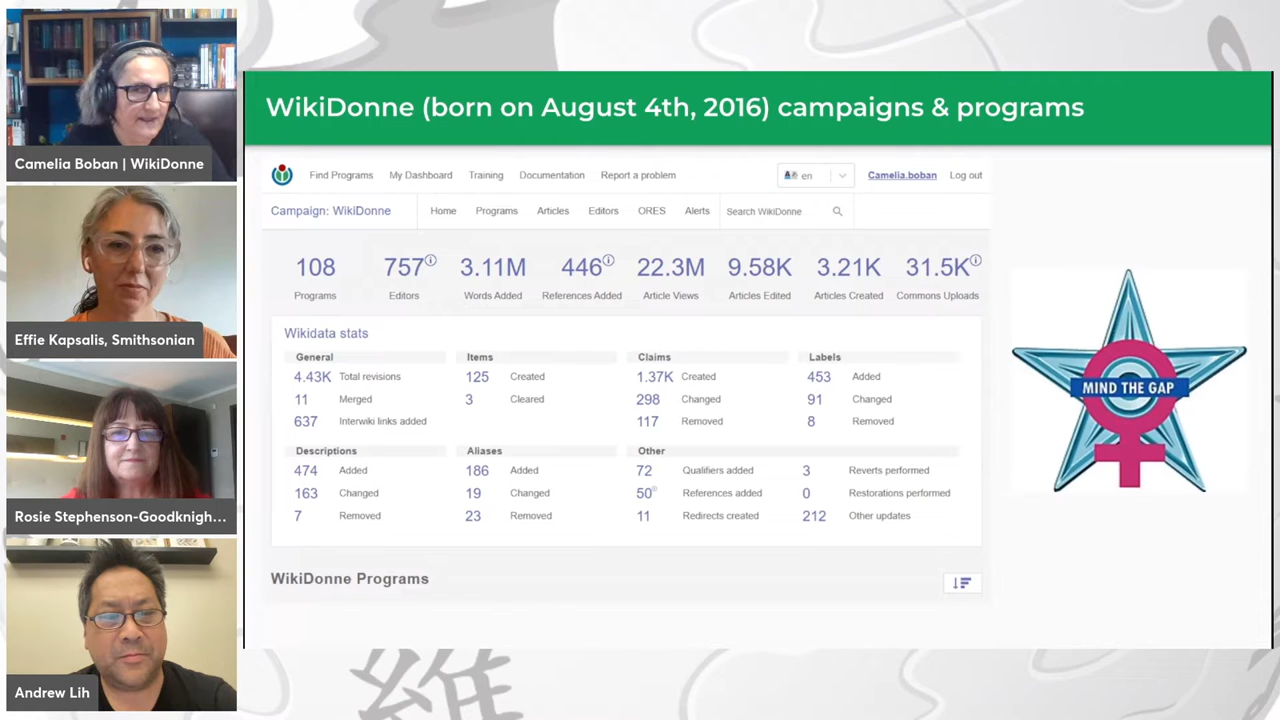 Camelia Boban | WikiDonne
Effie Kapsalis, Smithsonian
Rosie Stephenson-Goodknigh...
Andrew Lih
WikiDonne (born on August 4th, 2016) campaigns & programs
Find Programs My Dashboard Training Documentation Report a problem en Camelia.boban Log out
Campaign: WikiDonne Home Programs Articles Editors ORES Alerts Search WikiDonne
108 757 3.11M 446 22.3M 9.58K 3.21K 31.5K
Programs Editors Words Added References Added Article Views Articles Edited Articles Created Commons Uploads
Wikidata stats
General Items Claims Labels
4.43K Total revisions 125 Created 1.37K Created 453 Added
11 Merged 3 Cleared 298 Changed 91 Changed
637 Interwiki links added 117 Removed 8 Removed
Descriptions Aliases Other
474 Added 186 Added 72 Qualifiers added 3 Reverts performed
163 Changed 19 Changed 50 References added 0 Restorations performed
7 Removed 23 Removed 11 Redirects created 212 Other updates
WikiDonne Programs
MIND THE GAP
維